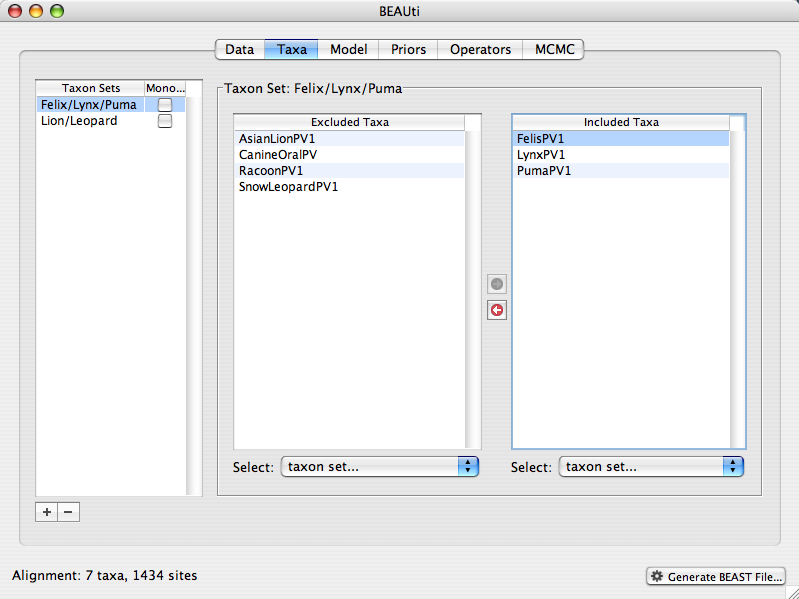 BEAUti
Data Taxa Model Priors Operators MCMC
Taxon Sets Mono...
Felix/Lynx/Puma
Lion/Leopard
Taxon Set: Felix/Lynx/Puma
Excluded Taxa
AsianLionPV1
CanineOralPV
RacoonPV1
SnowLeopardPV1
Included Taxa
FelisPV1
LynxPV1
PumaPV1
Select: taxon set...
Select: taxon set...
+ −
Alignment: 7 taxa, 1434 sites
Generate BEAST File...